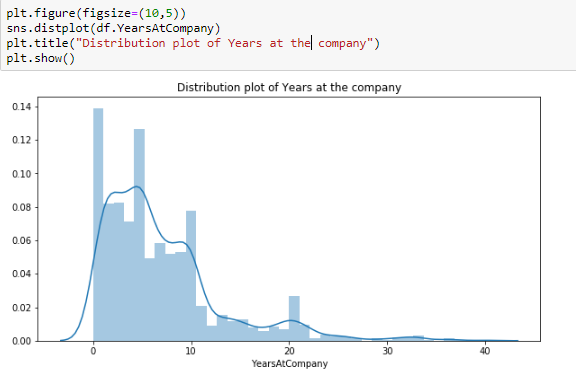 plt.figure(figsize=(10,5))
sns.distplot(df.YearsAtCompany)
plt.title("Distribution plot of Years at the company")
plt.show()
Distribution plot of Years at the company
0.14
0.12
0.10
0.08
0.06
0.04
0.02
0.00
0 10 20 30 40
YearsAtCompany